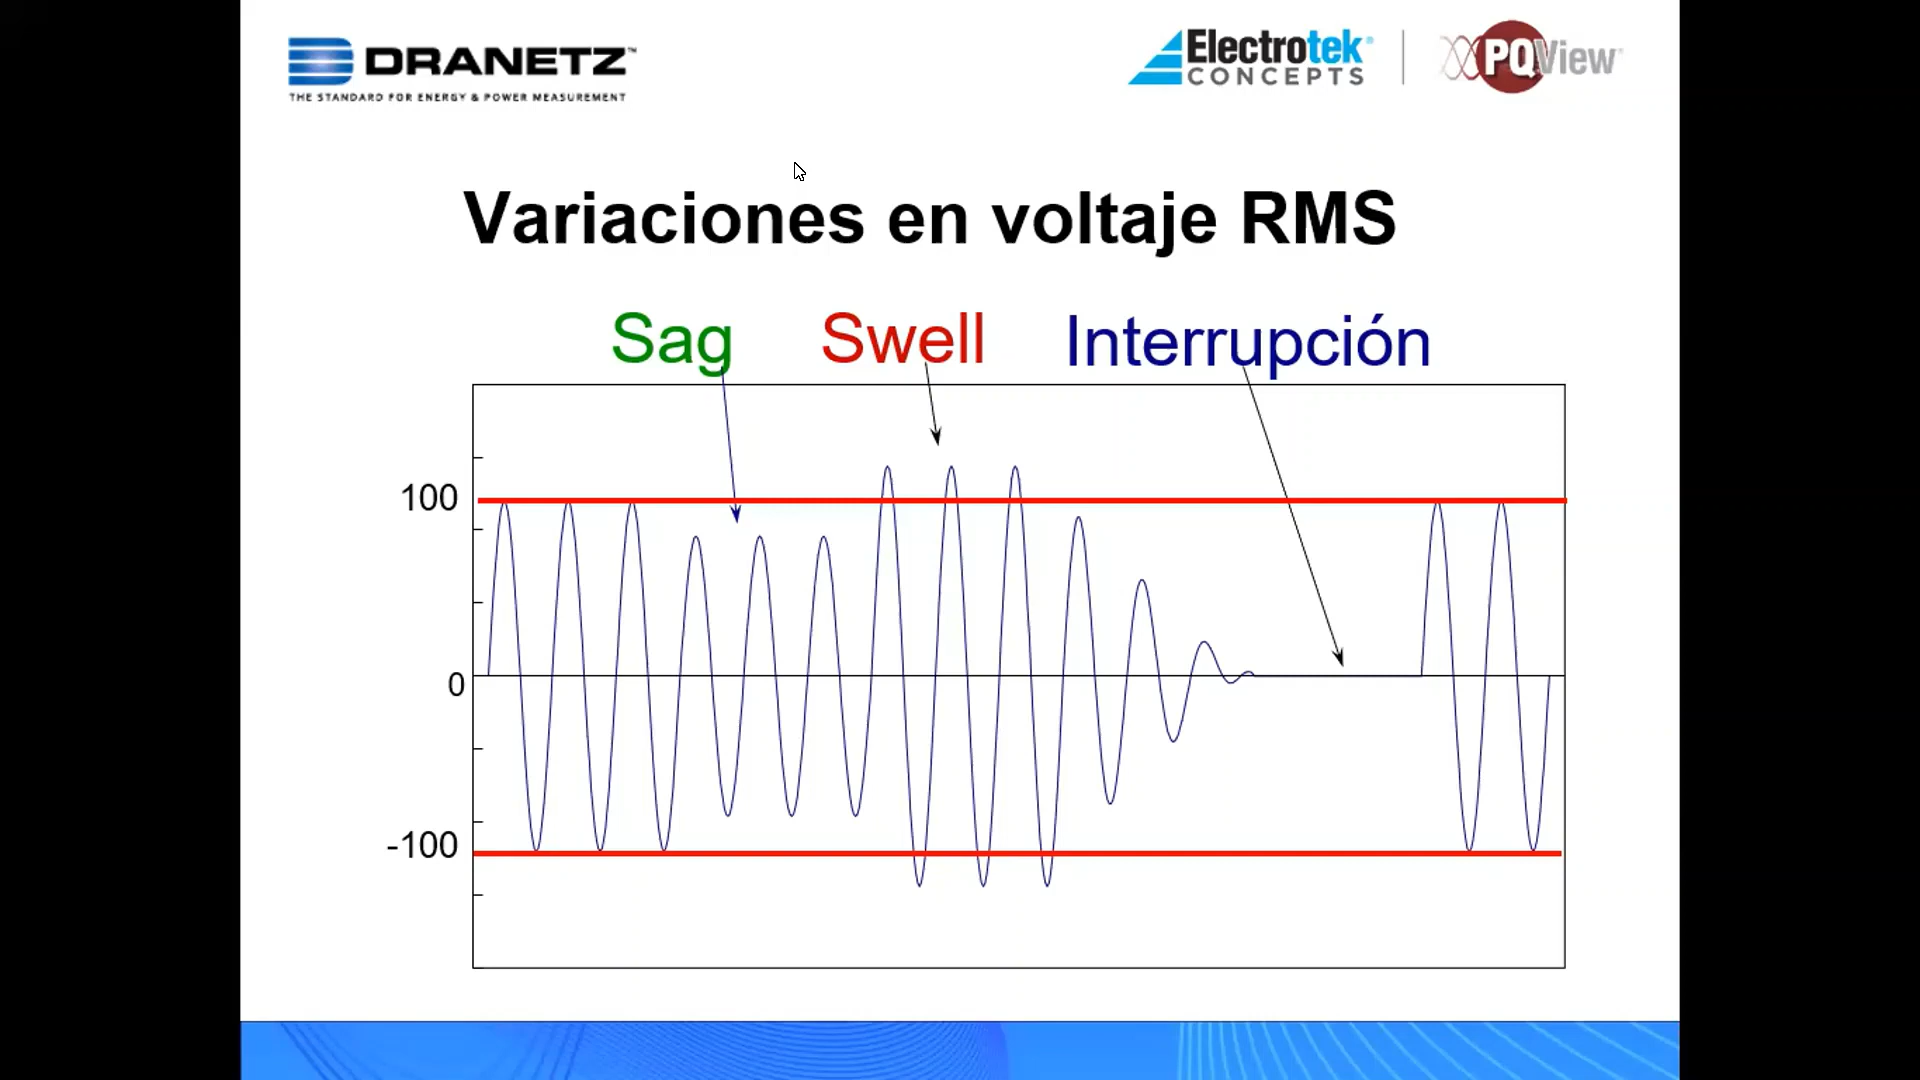 DRANETZ™
THE STANDARD FOR ENERGY & POWER MEASUREMENT
Electrotek®
CONCEPTS
PQView®
Variaciones en voltaje RMS
Sag Swell Interrupción
100
0
-100